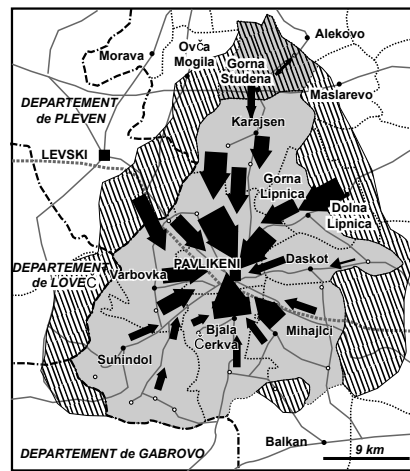 Alekovo
Ovča
Mogila
Morava
Gorna
Studena
Maslarevo
DEPARTEMENT
de PLEVEN
Karajsen
LEVSKI
Gorna
Lipnica
Dolna
Lipnica
PAVLIKENI
Daskot
DEPARTEMENT
de LOVEČ
Varbovka
Bjala
Čerkva
Mihajlči
Suhindol
Balkan
DEPARTEMENT de GABROVO
9 km